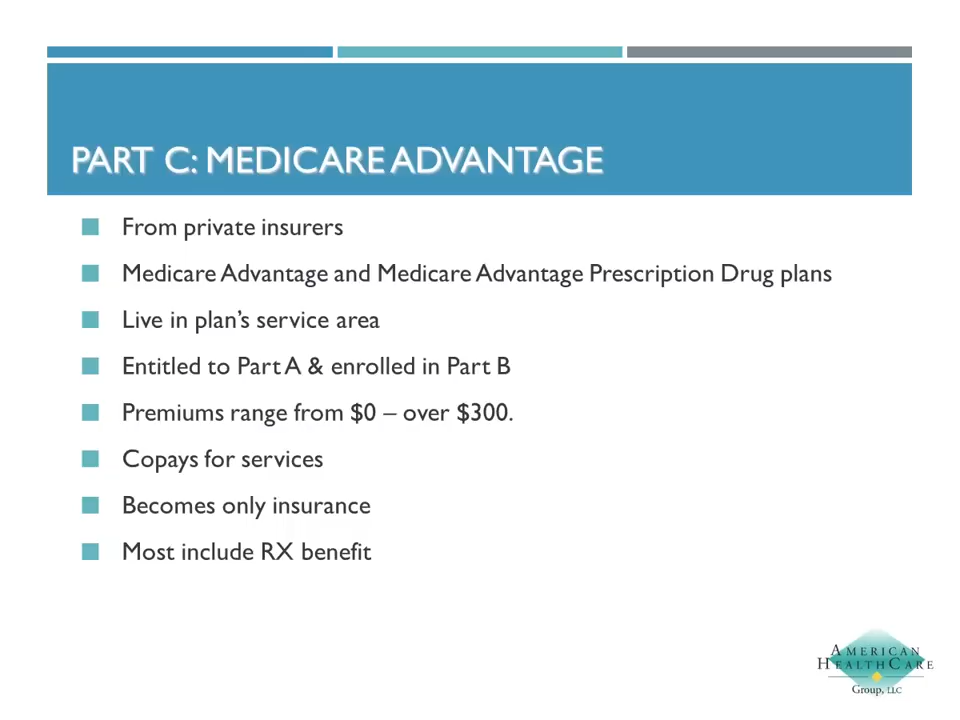 PART C: MEDICARE ADVANTAGE
From private insurers
Medicare Advantage and Medicare Advantage Prescription Drug plans
Live in plan’s service area
Entitled to Part A & enrolled in Part B
Premiums range from $0 – over $300.
Copays for services
Becomes only insurance
Most include RX benefit
AMERICAN
HEALTHCARE
Group, LLC